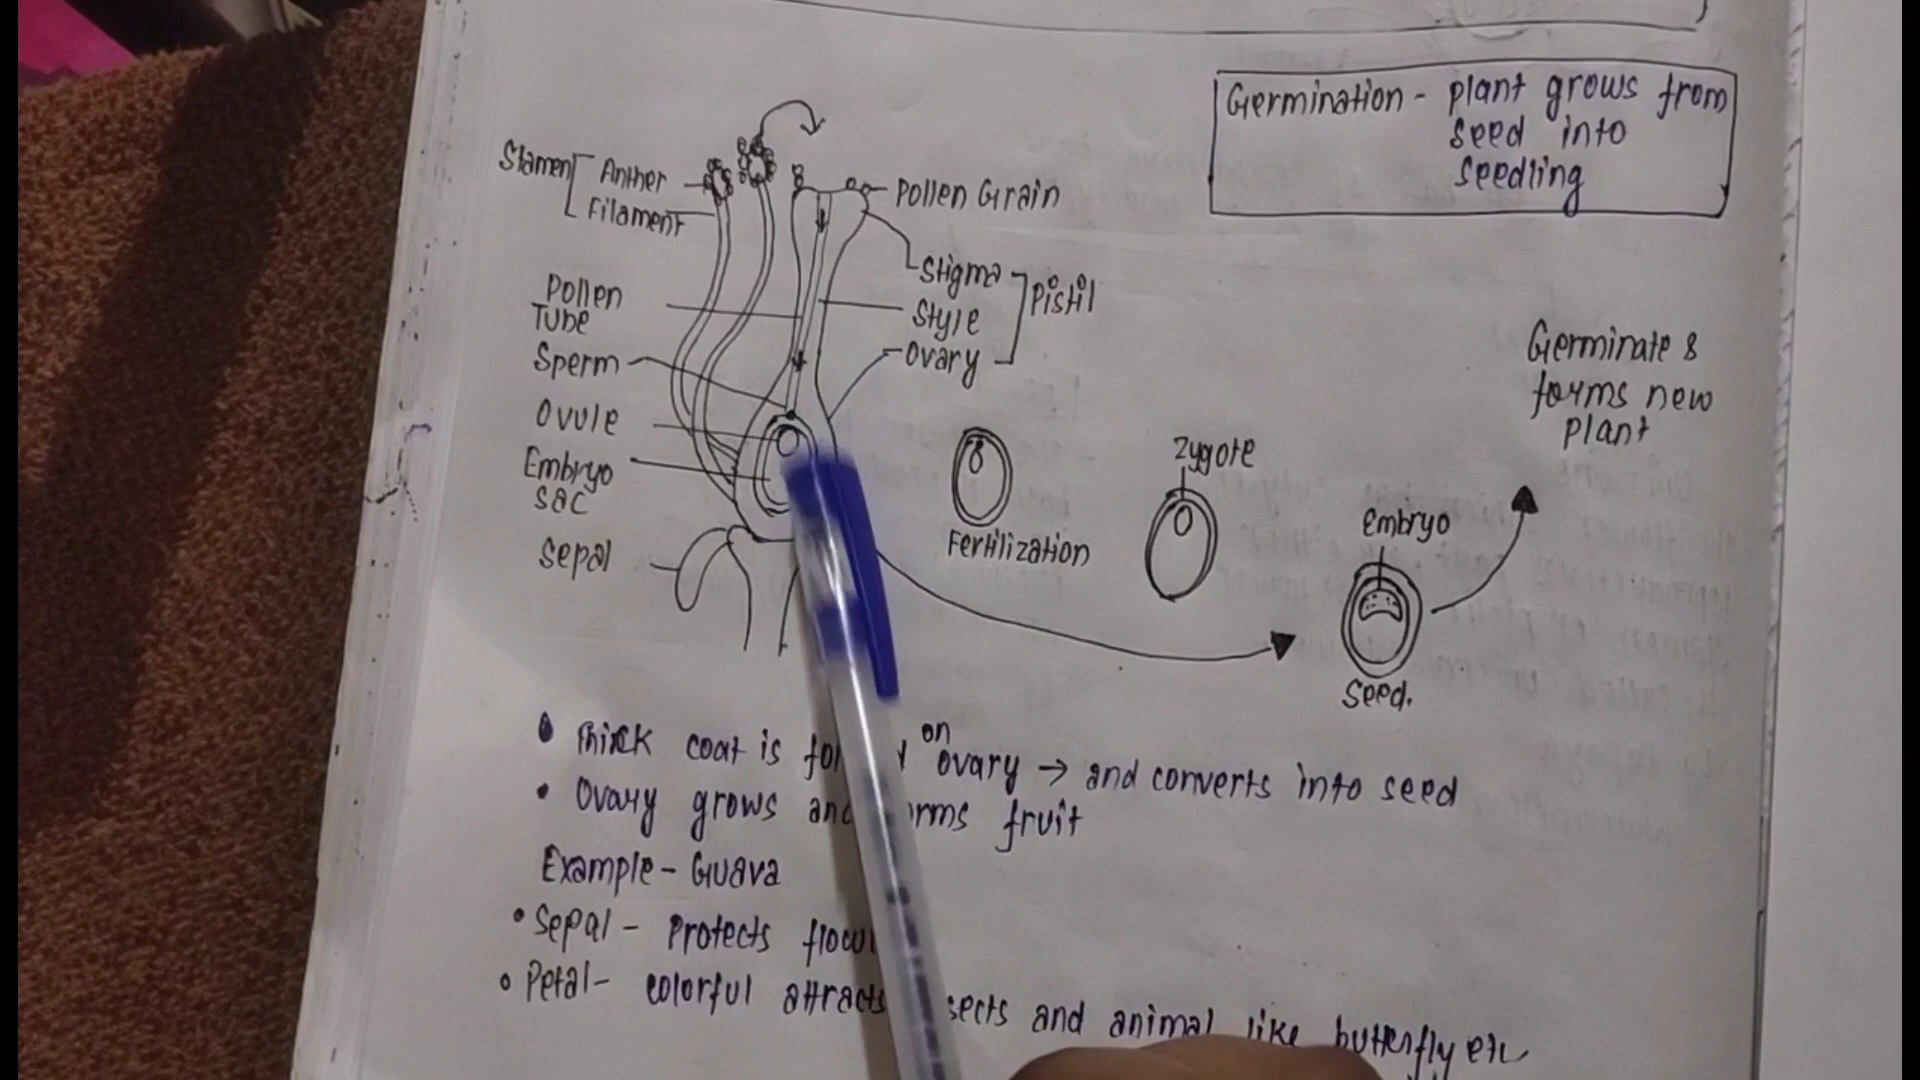 Germination - plant grows from
seed into
seedling
Stamen
Anther
Filament
Pollen Grain
Stigma
Style
Ovary
Pistil
Pollen
Tube
Sperm
Ovule
Embryo
sac
Sepal
Fertilization
Zygote
Embryo
Seed.
Germinate &
forms new
plant
Thick coat is on ovary → and converts into seed
Ovary grows and fruit
Example - Guava
Sepal - Protects
Petal - colorful attracts and animal like butterfly etc